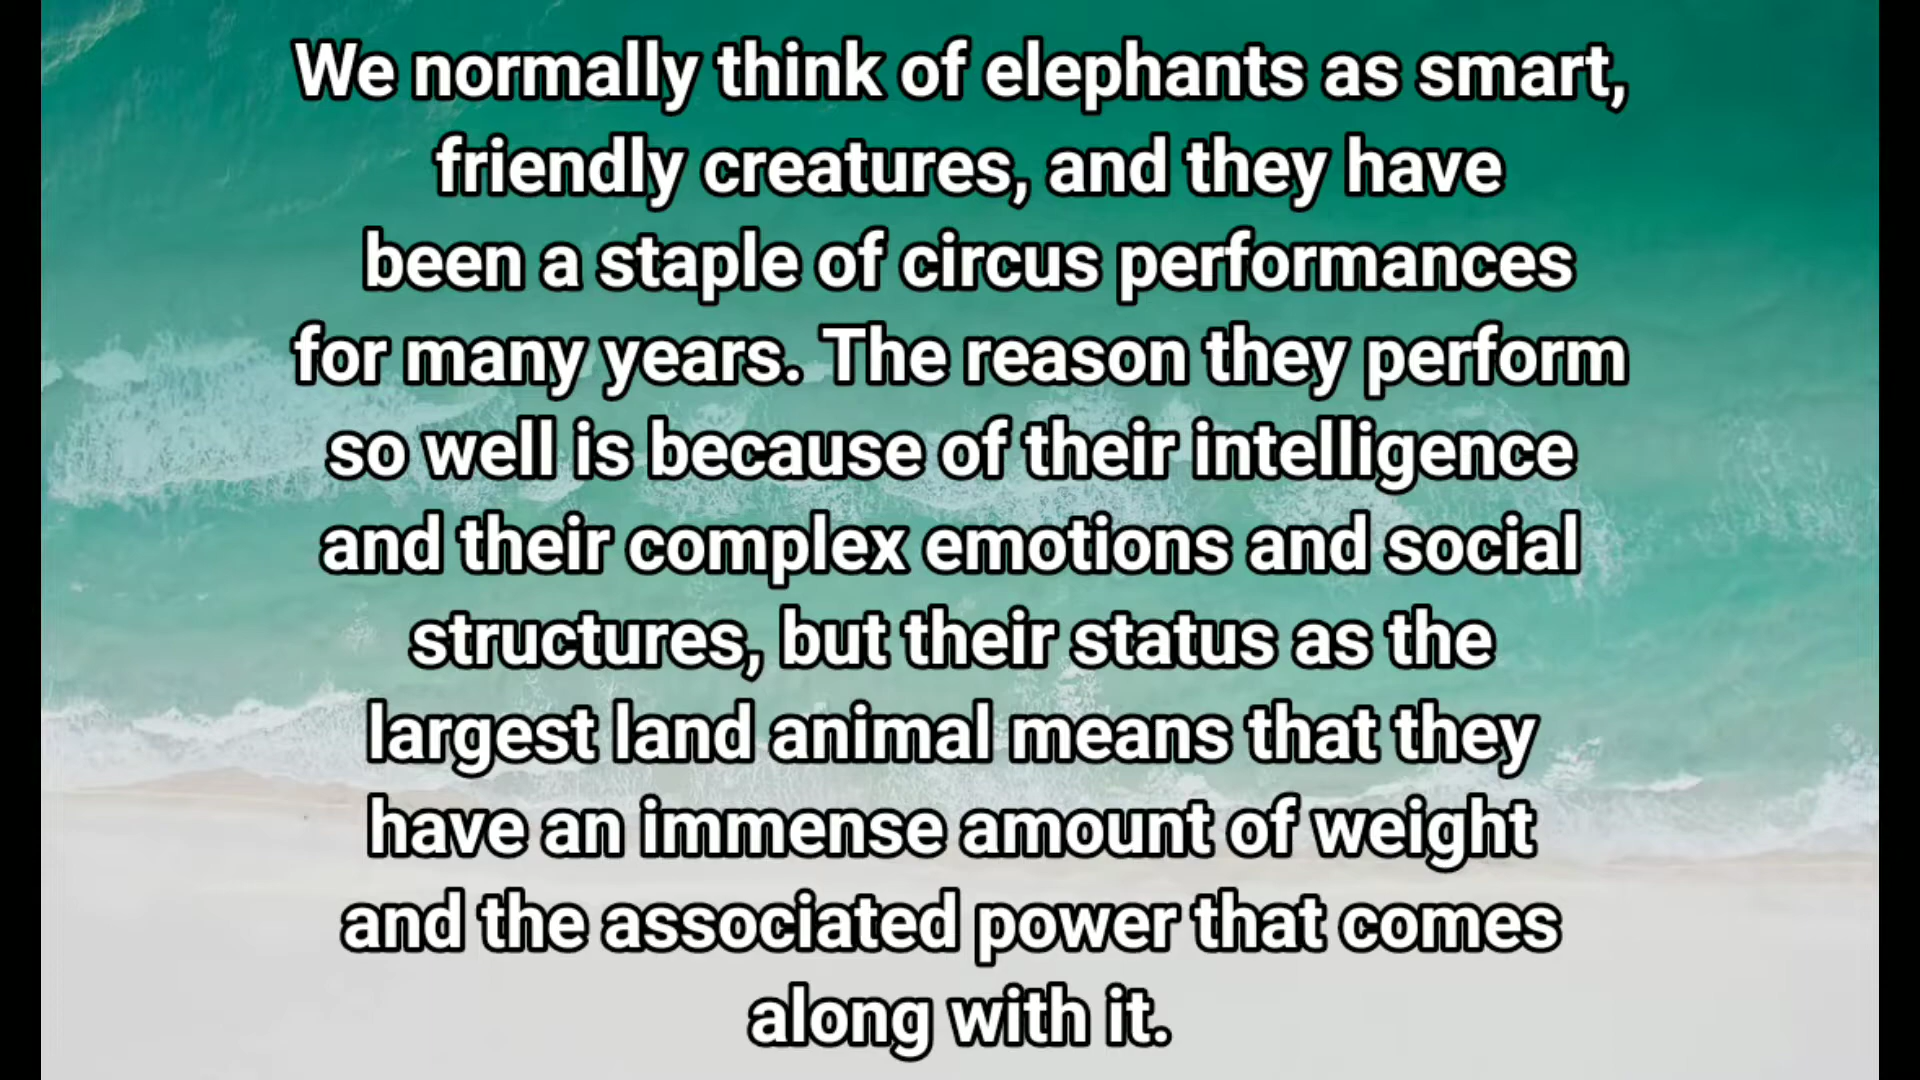 We normally think of elephants as smart,
friendly creatures, and they have
been a staple of circus performances
for many years. The reason they perform
so well is because of their intelligence
and their complex emotions and social
structures, but their status as the
largest land animal means that they
have an immense amount of weight
and the associated power that comes
along with it.